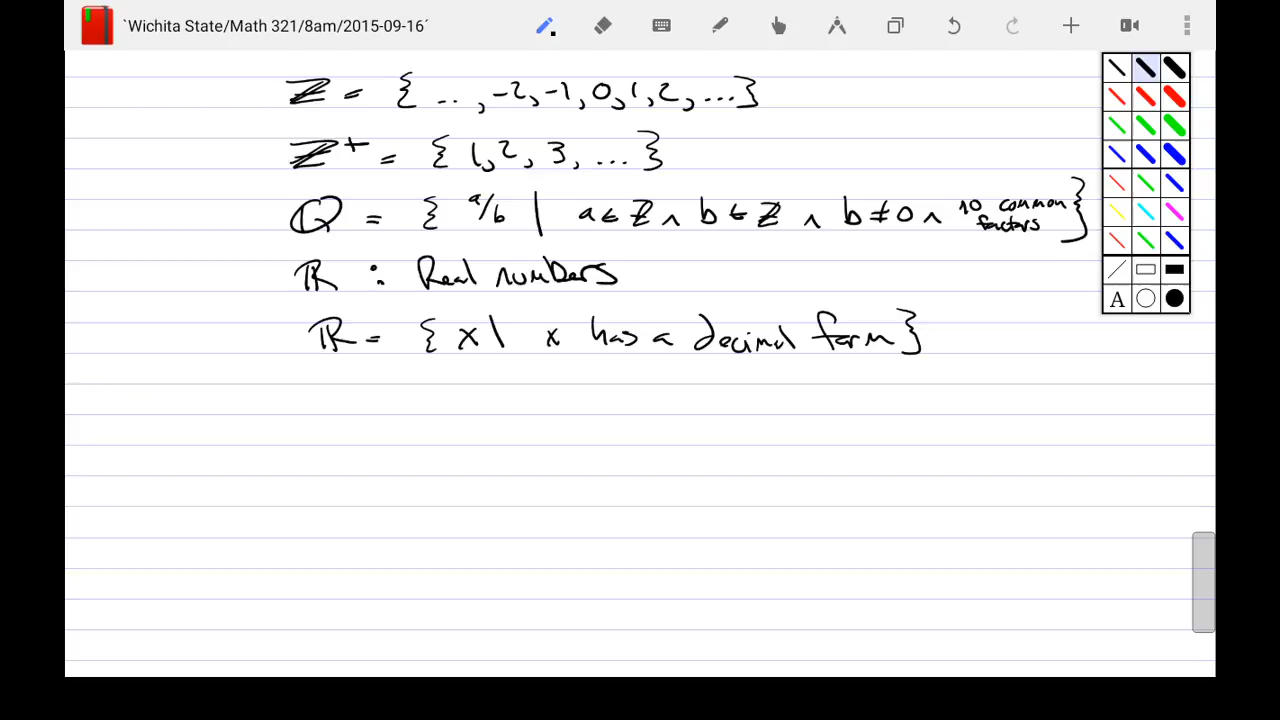 `Wichita State/Math 321/8am/2015-09-16´
ℤ = { .. , -2, -1, 0, 1, 2, ... }
ℤ⁺ = { 1, 2, 3, ... }
ℚ = { a/b | a ∈ ℤ ∧ b ∈ ℤ ∧ b ≠ 0 ∧ no common factors }
ℝ : Real numbers
ℝ = { x | x has a decimal form }
A